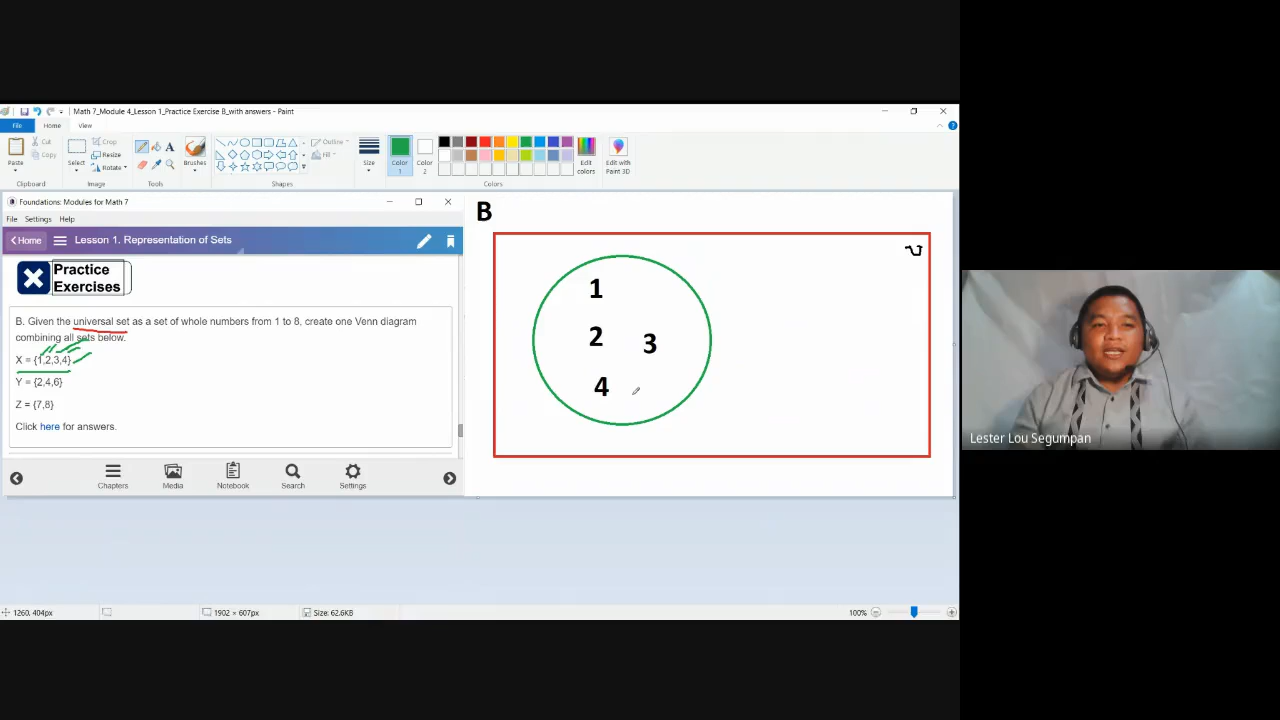 Math 7_Module 4_Lesson 1_Practice Exercise B_with answers - Paint
File Home View
Paste Cut Copy Select Crop Resize Rotate A Brushes Outline Fill Size Color 1 Color 2 Edit colors Edit with Paint 3D
Clipboard Image Tools Shapes Colors
Foundations: Modules for Math 7
File Settings Help
Home Lesson 1. Representation of Sets
Practice
Exercises
B. Given the universal set as a set of whole numbers from 1 to 8, create one Venn diagram
combining all sets below.
X = {1,2,3,4}
Y = {2,4,6}
Z = {7,8}
Click here for answers.
Chapters Media Notebook Search Settings
B
1
2
3
4
Lester Lou Segumpan
1260, 404px 1902 × 607px Size: 62.6KB 100%